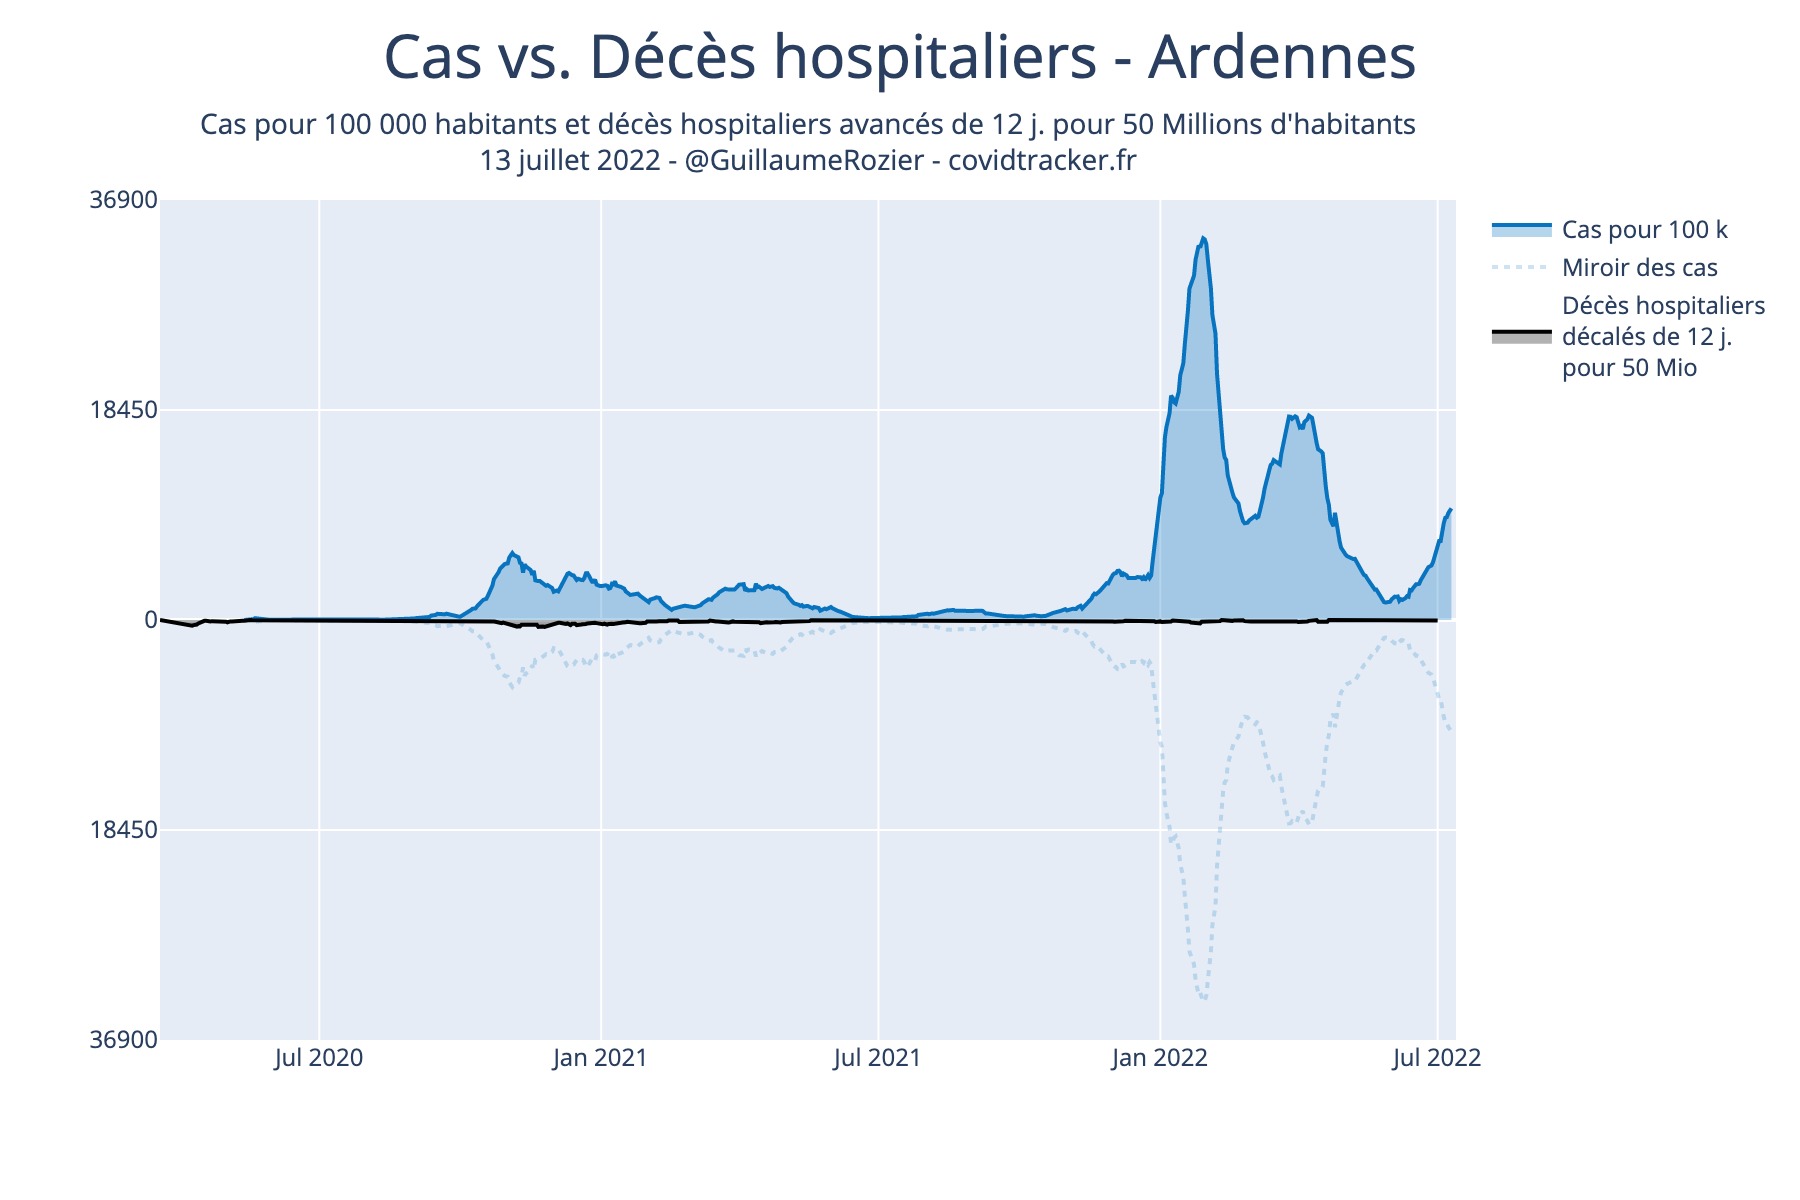 Cas vs. Décès hospitaliers - Ardennes
Cas pour 100 000 habitants et décès hospitaliers avancés de 12 j. pour 50 Millions d'habitants
13 juillet 2022 - @GuillaumeRozier - covidtracker.fr
36900
18450
0
18450
36900
Jul 2020
Jan 2021
Jul 2021
Jan 2022
Jul 2022
Cas pour 100 k
Miroir des cas
Décès hospitaliers
décalés de 12 j.
pour 50 Mio